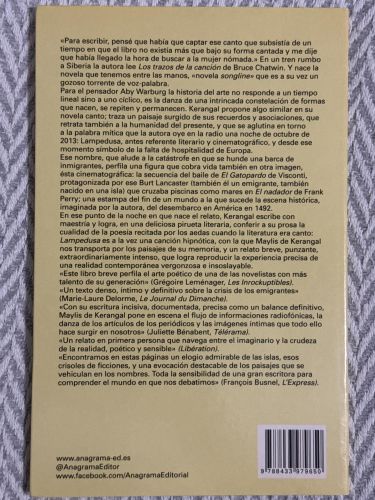 «Para escribir, pensé que había que captar ese canto que subsistía de un
tiempo en que el libro no existía más que bajo su forma cantada y me dije
que había llegado la hora de buscar a la mujer nómada.» En un tren rumbo
a Siberia la autora lee Los trazos de la canción de Bruce Chatwin. Y nace la
novela que tenemos entre las manos, «novela songline» que es a su vez un
gozoso torrente de voz-palabra.
Para el pensador Aby Warburg la historia del arte no responde a un tiempo
lineal sino a uno cíclico, es la danza de una intrincada constelación de formas
que nacen, se repiten y permanecen. Kerangal propone algo similar en su
novela canto; traza un paisaje surgido de sus recuerdos y asociaciones, que
retrata también a la humanidad del presente, y que se aglutina en torno
a la palabra mítica que la autora oye en la radio una noche de octubre de
2013: Lampedusa, antes referente literario y cinematográfico, y desde ese
momento símbolo de la falta de hospitalidad de Europa.
Ese nombre, que alude a la catástrofe en que se hunde una barca de
inmigrantes, perfila una figura que cobra vida también en otra imagen,
ésta cinematográfica: la secuencia del baile de El Gatopardo de Visconti,
protagonizada por ese Burt Lancaster (también él un emigrante, también
nacido en una isla) que cruzaba piscinas como mares en El nadador de Frank
Perry; una estampa del fin de un mundo a la que sucede la escena histórica,
imaginada por la autora, del desembarco en América en 1492.
En ese punto de la noche en que nace el relato, Kerangal escribe con
maestría y logra, en una deliciosa pirueta literaria, conferir a su prosa la
cualidad de la poesía recitada por los aedas cuando la literatura era canto:
Lampedusa es a la vez una canción hipnótica, con la que Maylis de Kerangal
nos transporta por los paisajes de su memoria, y un relato breve, punzante,
extraordinariamente intenso, que logra reproducir la experiencia precisa de
una realidad contemporánea vergonzosa e insoslayable.
«Este libro breve perfila el arte poético de una de las novelistas con más
talento de su generación» (Grégoire Leménager, Les Inrockuptibles).
«Un texto denso, íntimo y definitivo sobre la crisis de los emigrantes»
(Marie-Laure Delorme, Le Journal du Dimanche).
«Con su escritura incisiva, documentada, precisa como un balance definitivo,
Maylis de Kerangal pone en escena el flujo de informaciones radiofónicas, la
danza de los artículos de los periódicos y las imágenes íntimas que todo ello
hace surgir en nosotros» (Juliette Bénabent, Télérama).
«Un relato en primera persona que navega entre el imaginario y la crudeza
de la realidad, poético y sensible» (Libération).
«Encontramos en estas páginas un elogio admirable de las islas, esos
crisoles de ficciones, y una evocación destacable de los paisajes que se
vehiculan en los nombres. Toda la sensibilidad de una gran escritora para
comprender el mundo en que nos debatimos» (François Busnel, L'Express).
www.anagrama-ed.es
@AnagramaEditor
www.facebook.com/AnagramaEditorial
9 788433 979650